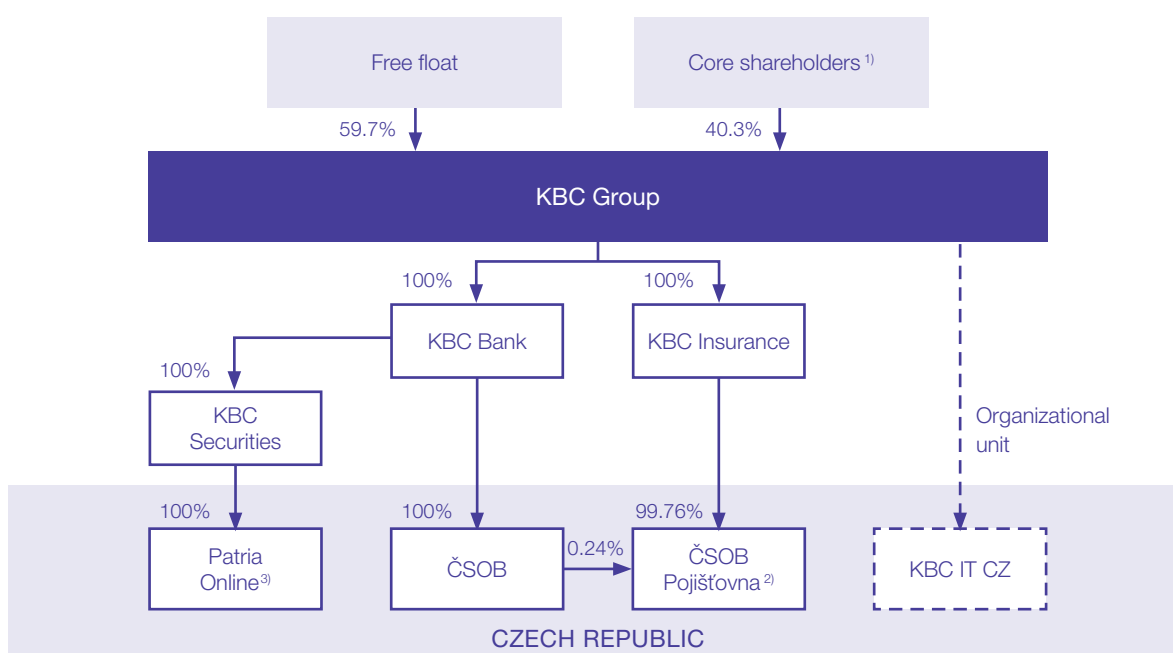 Free float
Core shareholders 1)
59.7%
40.3%
KBC Group
100%
100%
KBC Bank
KBC Insurance
100%
KBC
Securities
Organizational
unit
100%
100%
99.76%
Patria
Online3)
ČSOB
0.24%
ČSOB
Pojišťovna 2)
KBC IT CZ
CZECH REPUBLIC